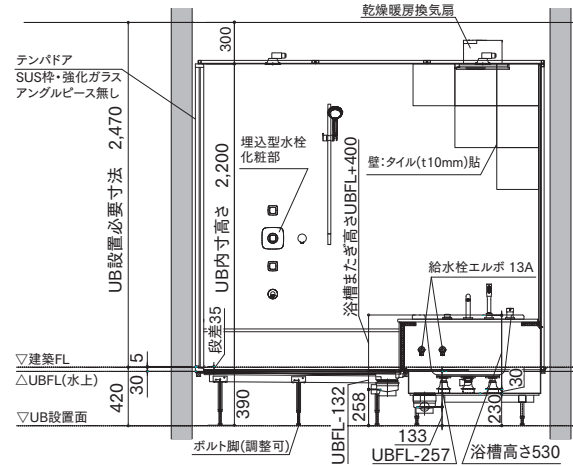 乾燥暖房換気扇
300
テンパドア
SUS枠・強化ガラス
アングルピース無し
UB設置必要寸法 2,470
UB内寸高さ 2,200
埋込型水栓
化粧部
浴槽またぎ高さUBFL+400
壁:タイル(t10mm)貼
給水栓エルボ 13A
段差35
▽建築FL
5
△UBFL(水上)
30
30
420
390
UBFL-132
258
230
▽UB設置面
ボルト脚(調整可)
133
UBFL-257
浴槽高さ530